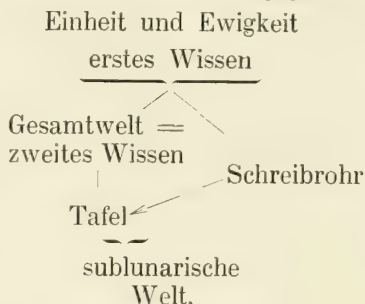 Einheit und Ewigkeit
erstes Wissen
Gesamtwelt =
zweites Wissen
Schreibrohr
Tafel
sublunarische
Welt.